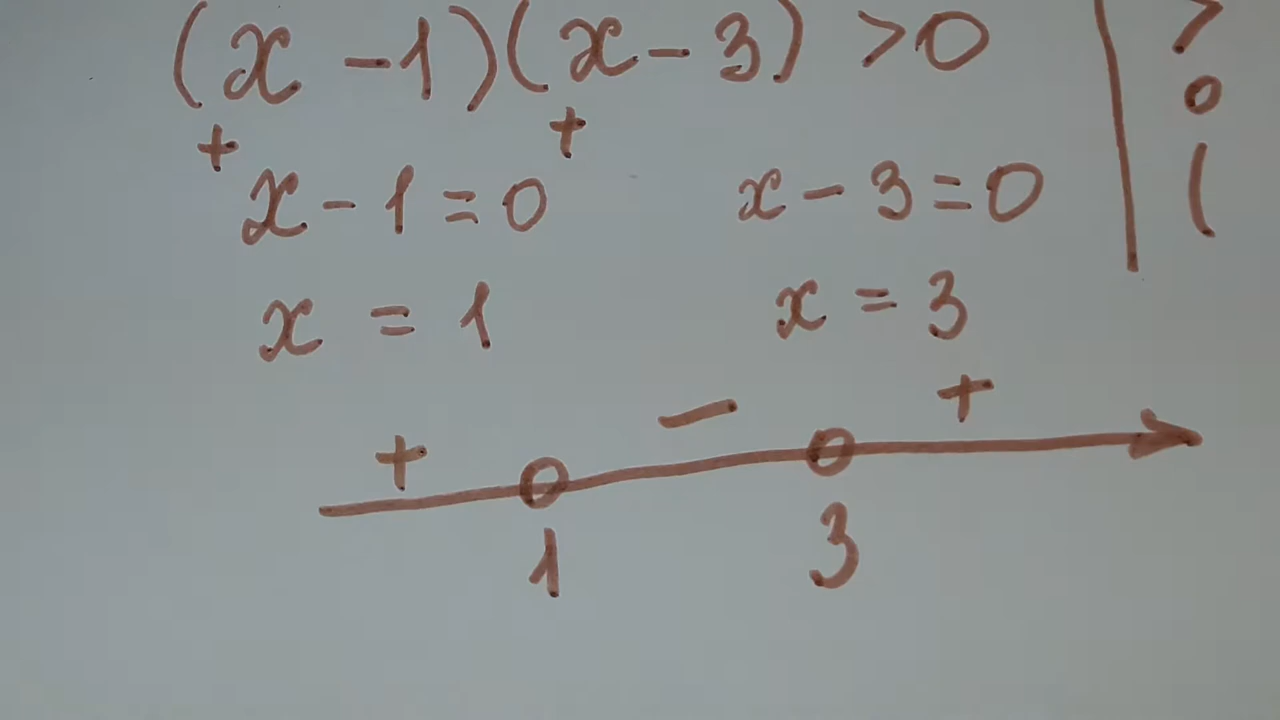 (x - 1)(x - 3) > 0
+ +
x - 1 = 0
x - 3 = 0
x = 1
x = 3
+ - +
1 3
>
o
(